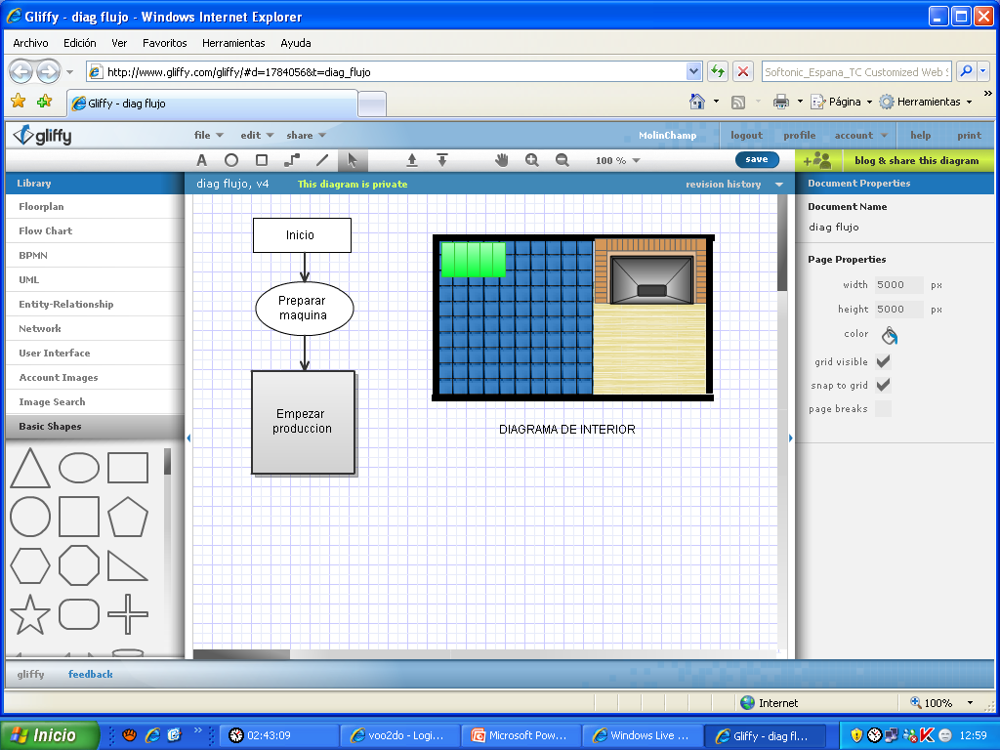 Gliffy - diag flujo - Windows Internet Explorer
Archivo Edición Ver Favoritos Herramientas Ayuda
http://www.gliffy.com/gliffy/#d=1784056&t=diag_flujo
Softonic_Espana_TC Customized Web S
Gliffy - diag flujo
Página Herramientas
gliffy file edit share MolinChamp logout profile account help print
A 100 % save blog & share this diagram
Library
diag flujo, v4 This diagram is private revision history
Document Properties
Floorplan
Flow Chart
BPMN
UML
Entity-Relationship
Network
User Interface
Account Images
Image Search
Basic Shapes
Inicio
Preparar
maquina
Empezar
produccion
DIAGRAMA DE INTERIOR
Document Name
diag flujo
Page Properties
width 5000 px
height 5000 px
color
grid visible
snap to grid
page breaks
gliffy feedback
Internet 100%
Inicio 02:43:09 voo2do - Logi... Microsoft Pow... Windows Live ... Gliffy - diag fl... 12:59